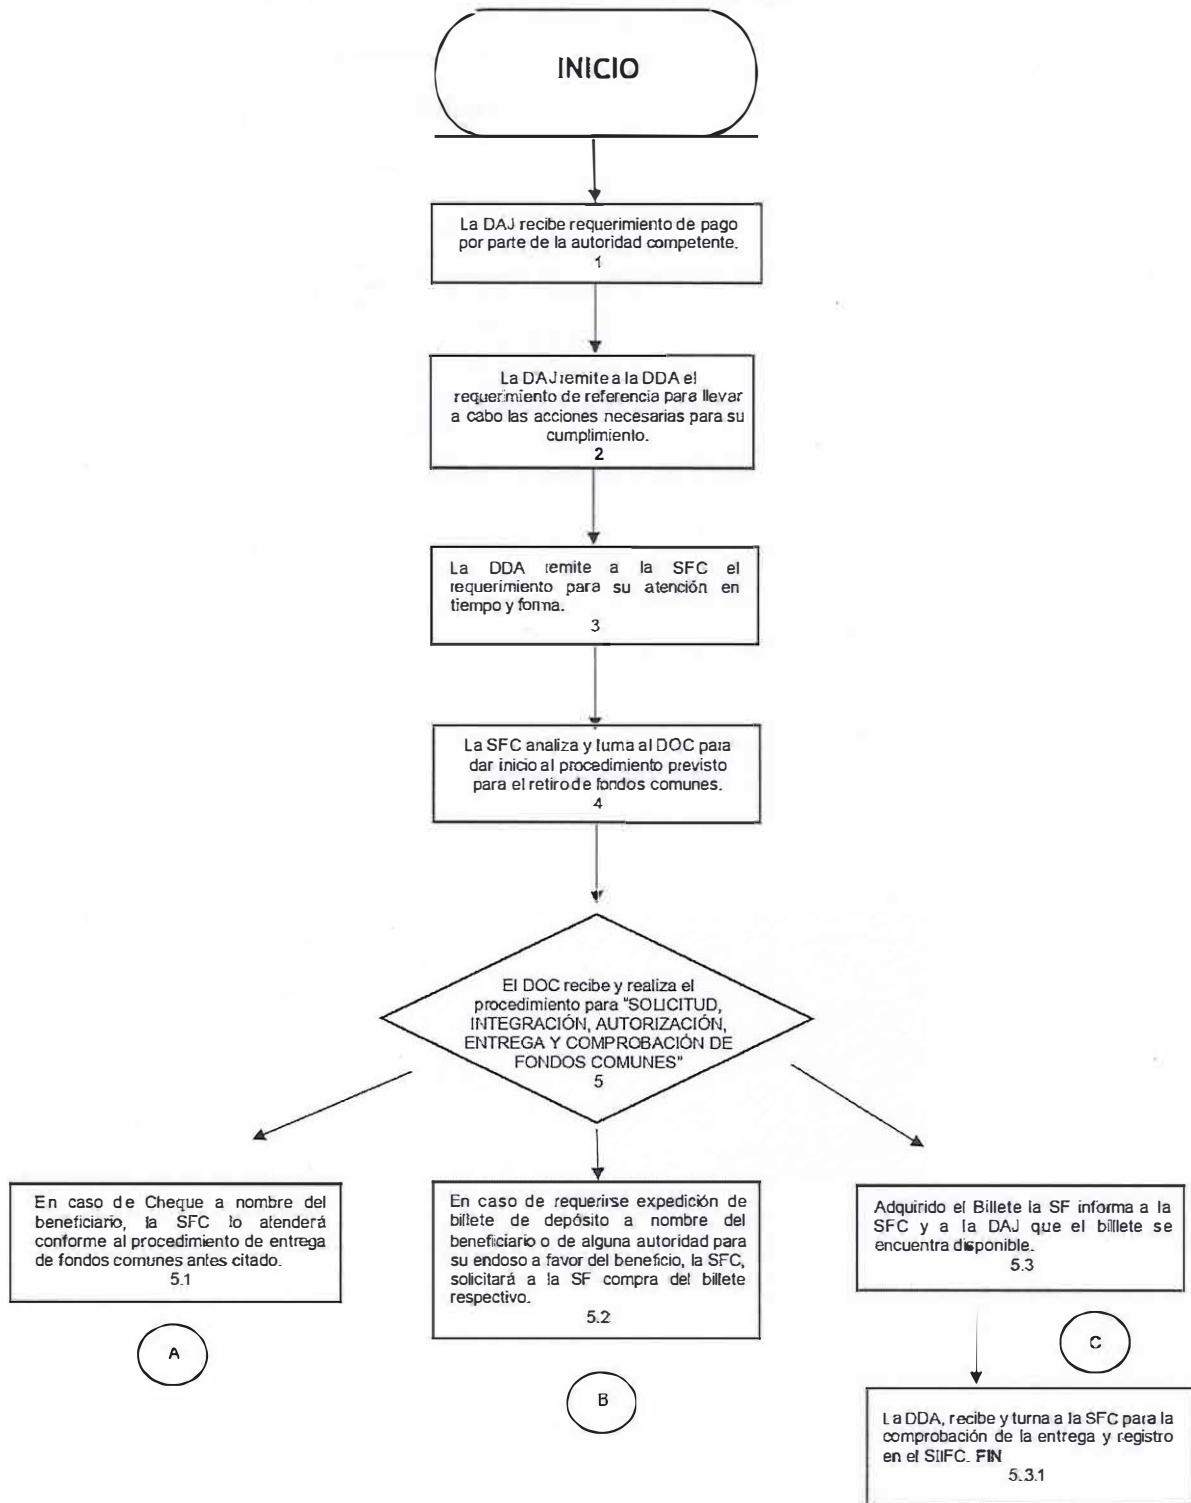 INICIO
La DAJ recibe requerimiento de pago
por parte de la autoridad competente.
1
La DAJ remite a la DDA el
requerimiento de referencia para llevar
a cabo las acciones necesarias para su
cumplimiento.
2
La DDA remite a la SFC el
requerimiento para su atención en
tiempo y forma.
3
La SFC analiza y turna al DOC para
dar inicio al procedimiento previsto
para el retiro de fondos comunes.
4
El DOC recibe y realiza el
procedimiento para "SOLICITUD,
INTEGRACIÓN, AUTORIZACIÓN,
ENTREGA Y COMPROBACIÓN DE
FONDOS COMUNES"
5
En caso de Cheque a nombre del
beneficiario, la SFC lo atenderá
conforme al procedimiento de entrega
de fondos comunes antes citado.
5.1
A
En caso de requerirse expedición de
billete de depósito a nombre del
beneficiario o de alguna autoridad para
su endoso a favor del beneficio, la SFC,
solicitará a la SF compra del billete
respectivo.
5.2
B
Adquirido el Billete la SF informa a la
SFC y a la DAJ que el billete se
encuentra disponible.
5.3
C
La DDA, recibe y turna a la SFC para la
comprobación de la entrega y registro
en el SIIFC. FIN
5.3.1